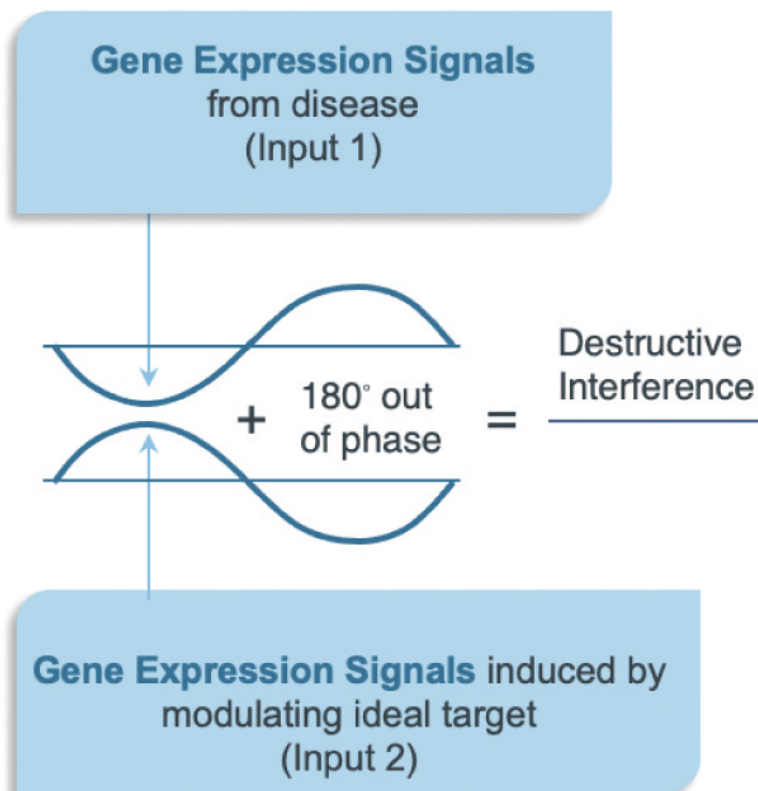 Gene Expression Signals
from disease
(Input 1)
Destructive
Interference
+
180° out
of phase
=
Gene Expression Signals induced by
modulating ideal target
(Input 2)